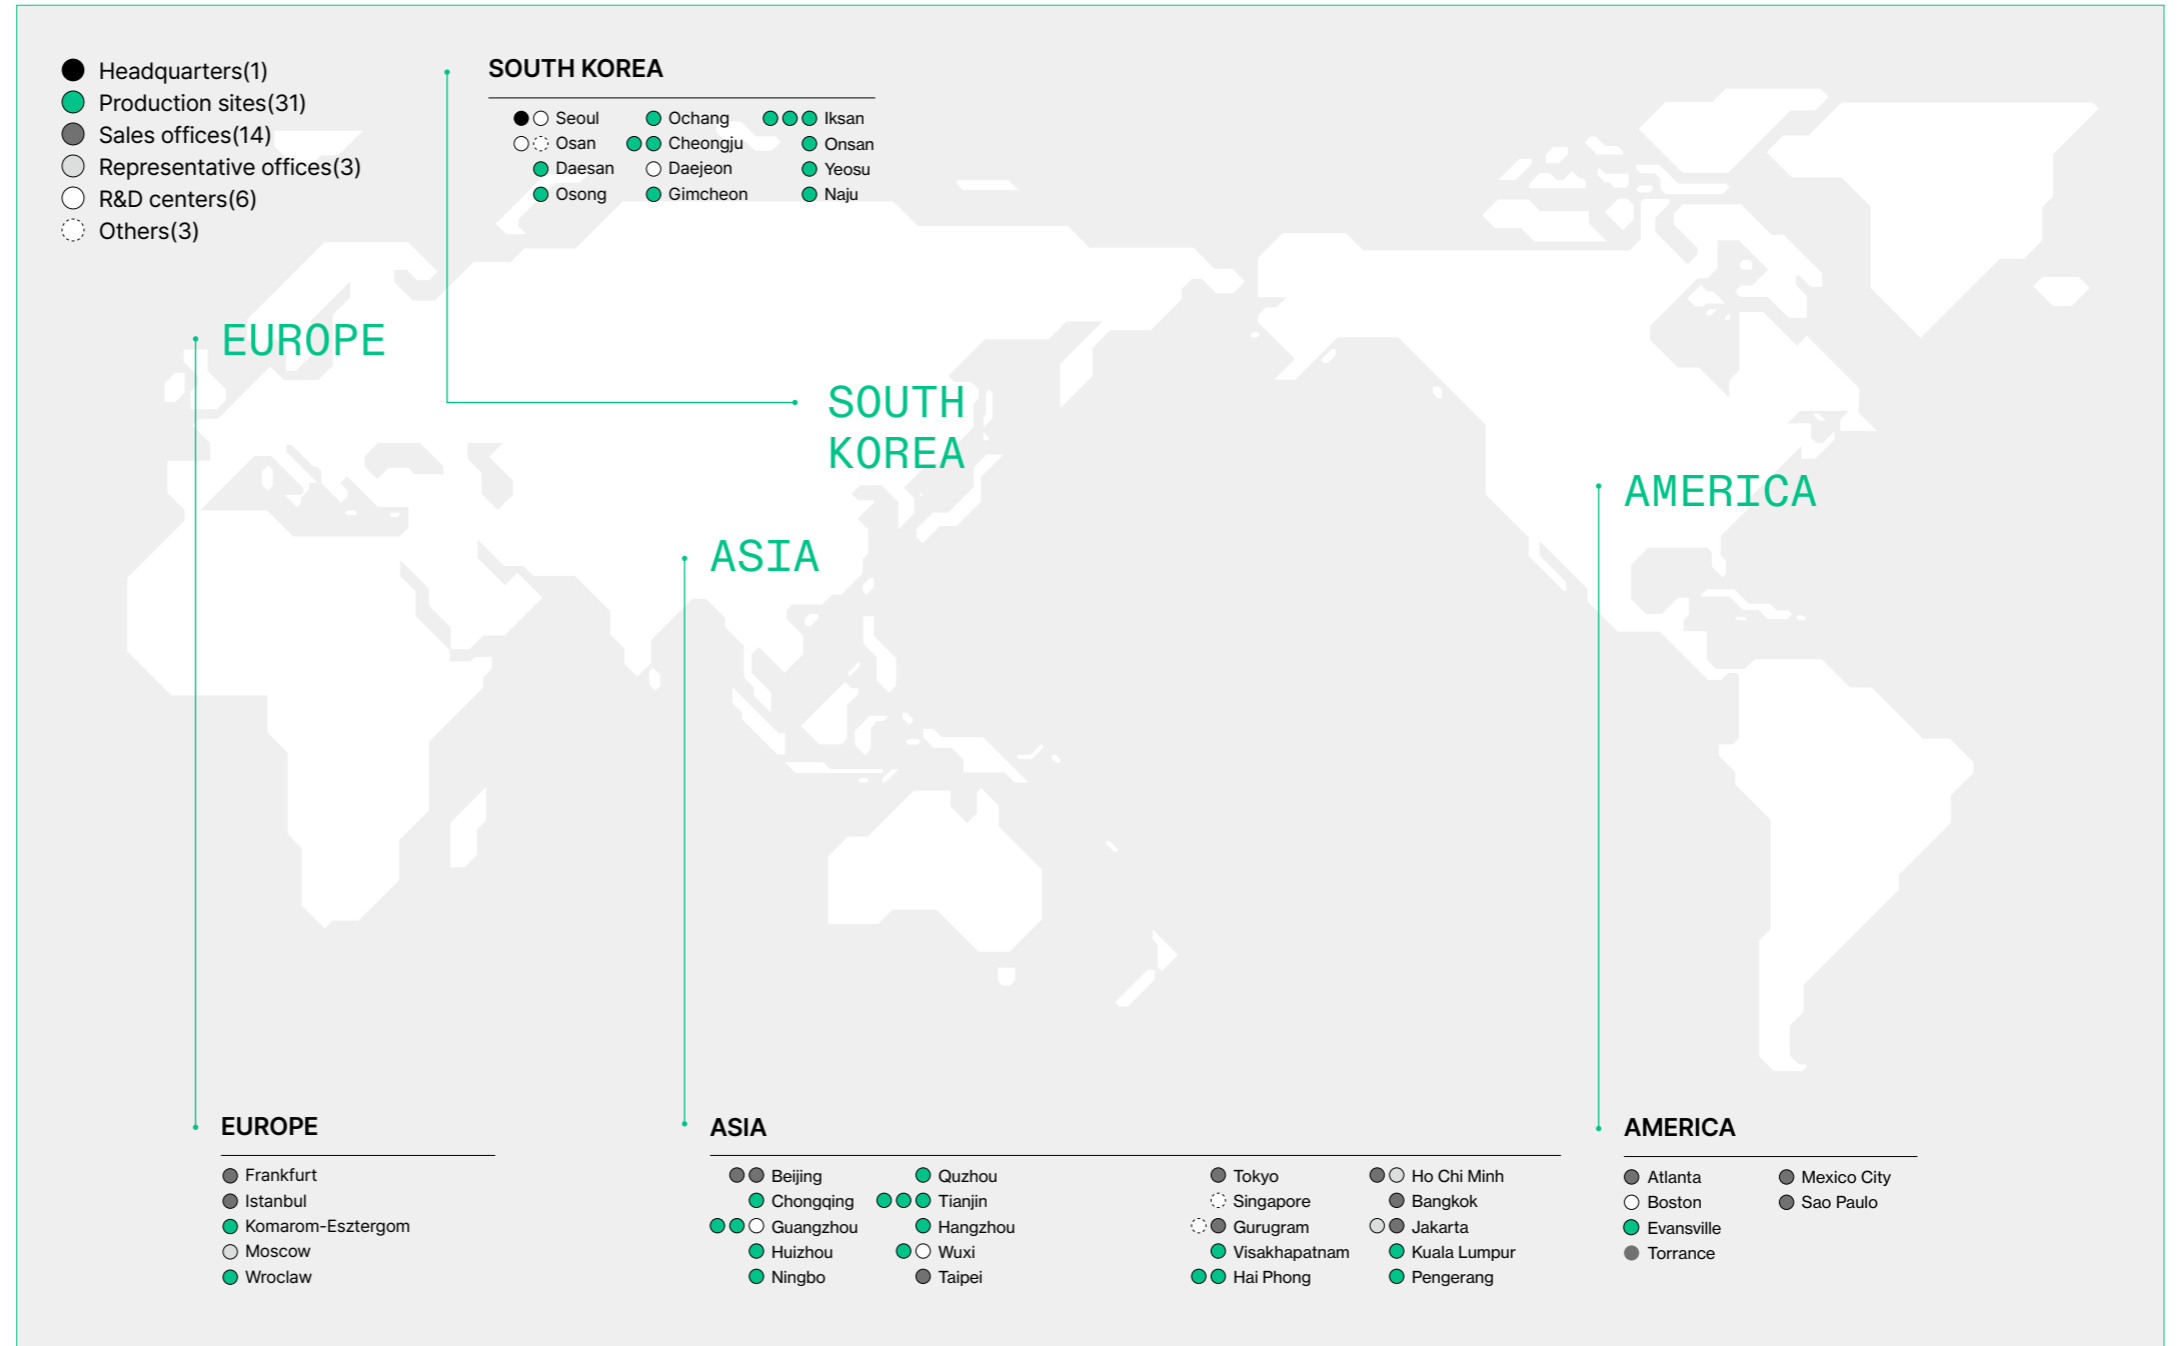 Headquarters(1)
Production sites(31)
Sales offices(14)
Representative offices(3)
R&D centers(6)
Others(3)
SOUTH KOREA
Seoul
Osan
Daesan
Osong
Ochang
Cheongju
Daejeon
Gimcheon
Iksan
Onsan
Yeosu
Naju
EUROPE
SOUTH
KOREA
AMERICA
ASIA
EUROPE
Frankfurt
Istanbul
Komarom-Esztergom
Moscow
Wroclaw
ASIA
Beijing
Chongqing
Guangzhou
Huizhou
Ningbo
Quzhou
Tianjin
Hangzhou
Wuxi
Taipei
Tokyo
Singapore
Gurugram
Visakhapatnam
Hai Phong
Ho Chi Minh
Bangkok
Jakarta
Kuala Lumpur
Pengerang
AMERICA
Atlanta
Boston
Evansville
Torrance
Mexico City
Sao Paulo